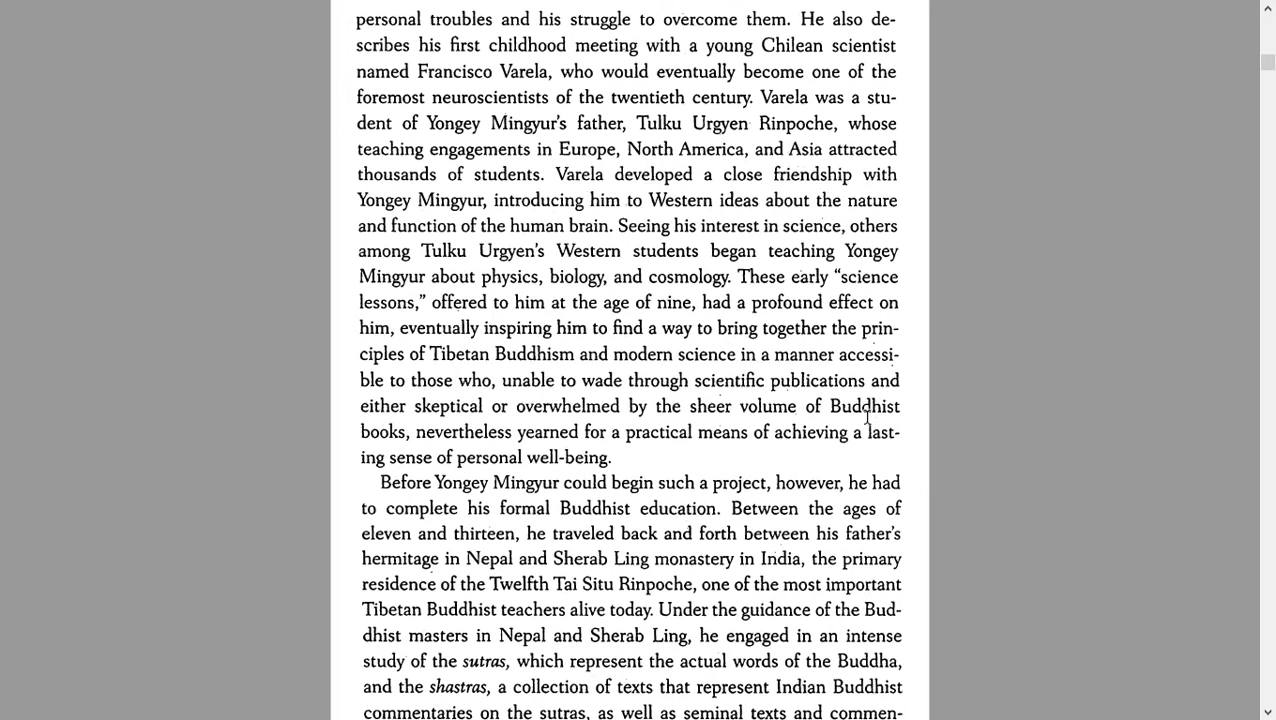 personal troubles and his struggle to overcome them. He also de-
scribes his first childhood meeting with a young Chilean scientist
named Francisco Varela, who would eventually become one of the
foremost neuroscientists of the twentieth century. Varela was a stu-
dent of Yongey Mingyur's father, Tulku Urgyen Rinpoche, whose
teaching engagements in Europe, North America, and Asia attracted
thousands of students. Varela developed a close friendship with
Yongey Mingyur, introducing him to Western ideas about the nature
and function of the human brain. Seeing his interest in science, others
among Tulku Urgyen's Western students began teaching Yongey
Mingyur about physics, biology, and cosmology. These early “science
lessons,” offered to him at the age of nine, had a profound effect on
him, eventually inspiring him to find a way to bring together the prin-
ciples of Tibetan Buddhism and modern science in a manner accessi-
ble to those who, unable to wade through scientific publications and
either skeptical or overwhelmed by the sheer volume of Buddhist
books, nevertheless yearned for a practical means of achieving a last-
ing sense of personal well-being.
Before Yongey Mingyur could begin such a project, however, he had
to complete his formal Buddhist education. Between the ages of
eleven and thirteen, he traveled back and forth between his father's
hermitage in Nepal and Sherab Ling monastery in India, the primary
residence of the Twelfth Tai Situ Rinpoche, one of the most important
Tibetan Buddhist teachers alive today. Under the guidance of the Bud-
dhist masters in Nepal and Sherab Ling, he engaged in an intense
study of the sutras, which represent the actual words of the Buddha,
and the shastras, a collection of texts that represent Indian Buddhist
commentaries on the sutras, as well as seminal texts and commen-